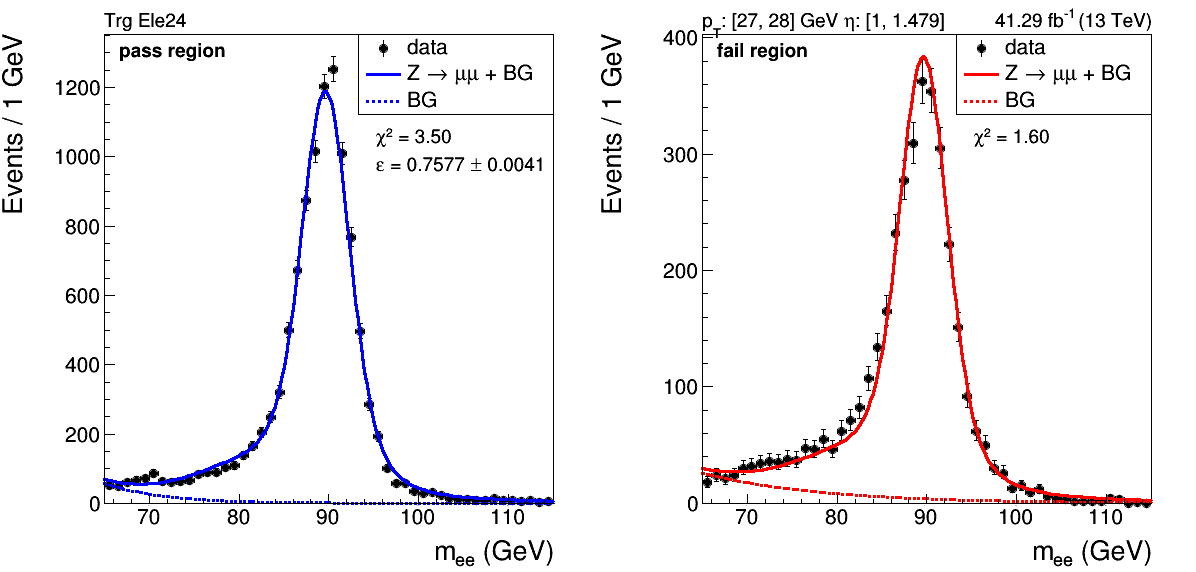 Trg Ele24
pass region
data
Z → μμ + BG
BG
χ² = 3.50
ε = 0.7577 ± 0.0041
Events / 1 GeV
1200
1000
800
600
400
200
0
70
80
90
100
110
m_ee (GeV)
p_T: [27, 28] GeV η: [1, 1.479]
41.29 fb⁻¹ (13 TeV)
fail region
data
Z → μμ + BG
BG
χ² = 1.60
Events / 1 GeV
400
300
200
100
0
70
80
90
100
110
m_ee (GeV)